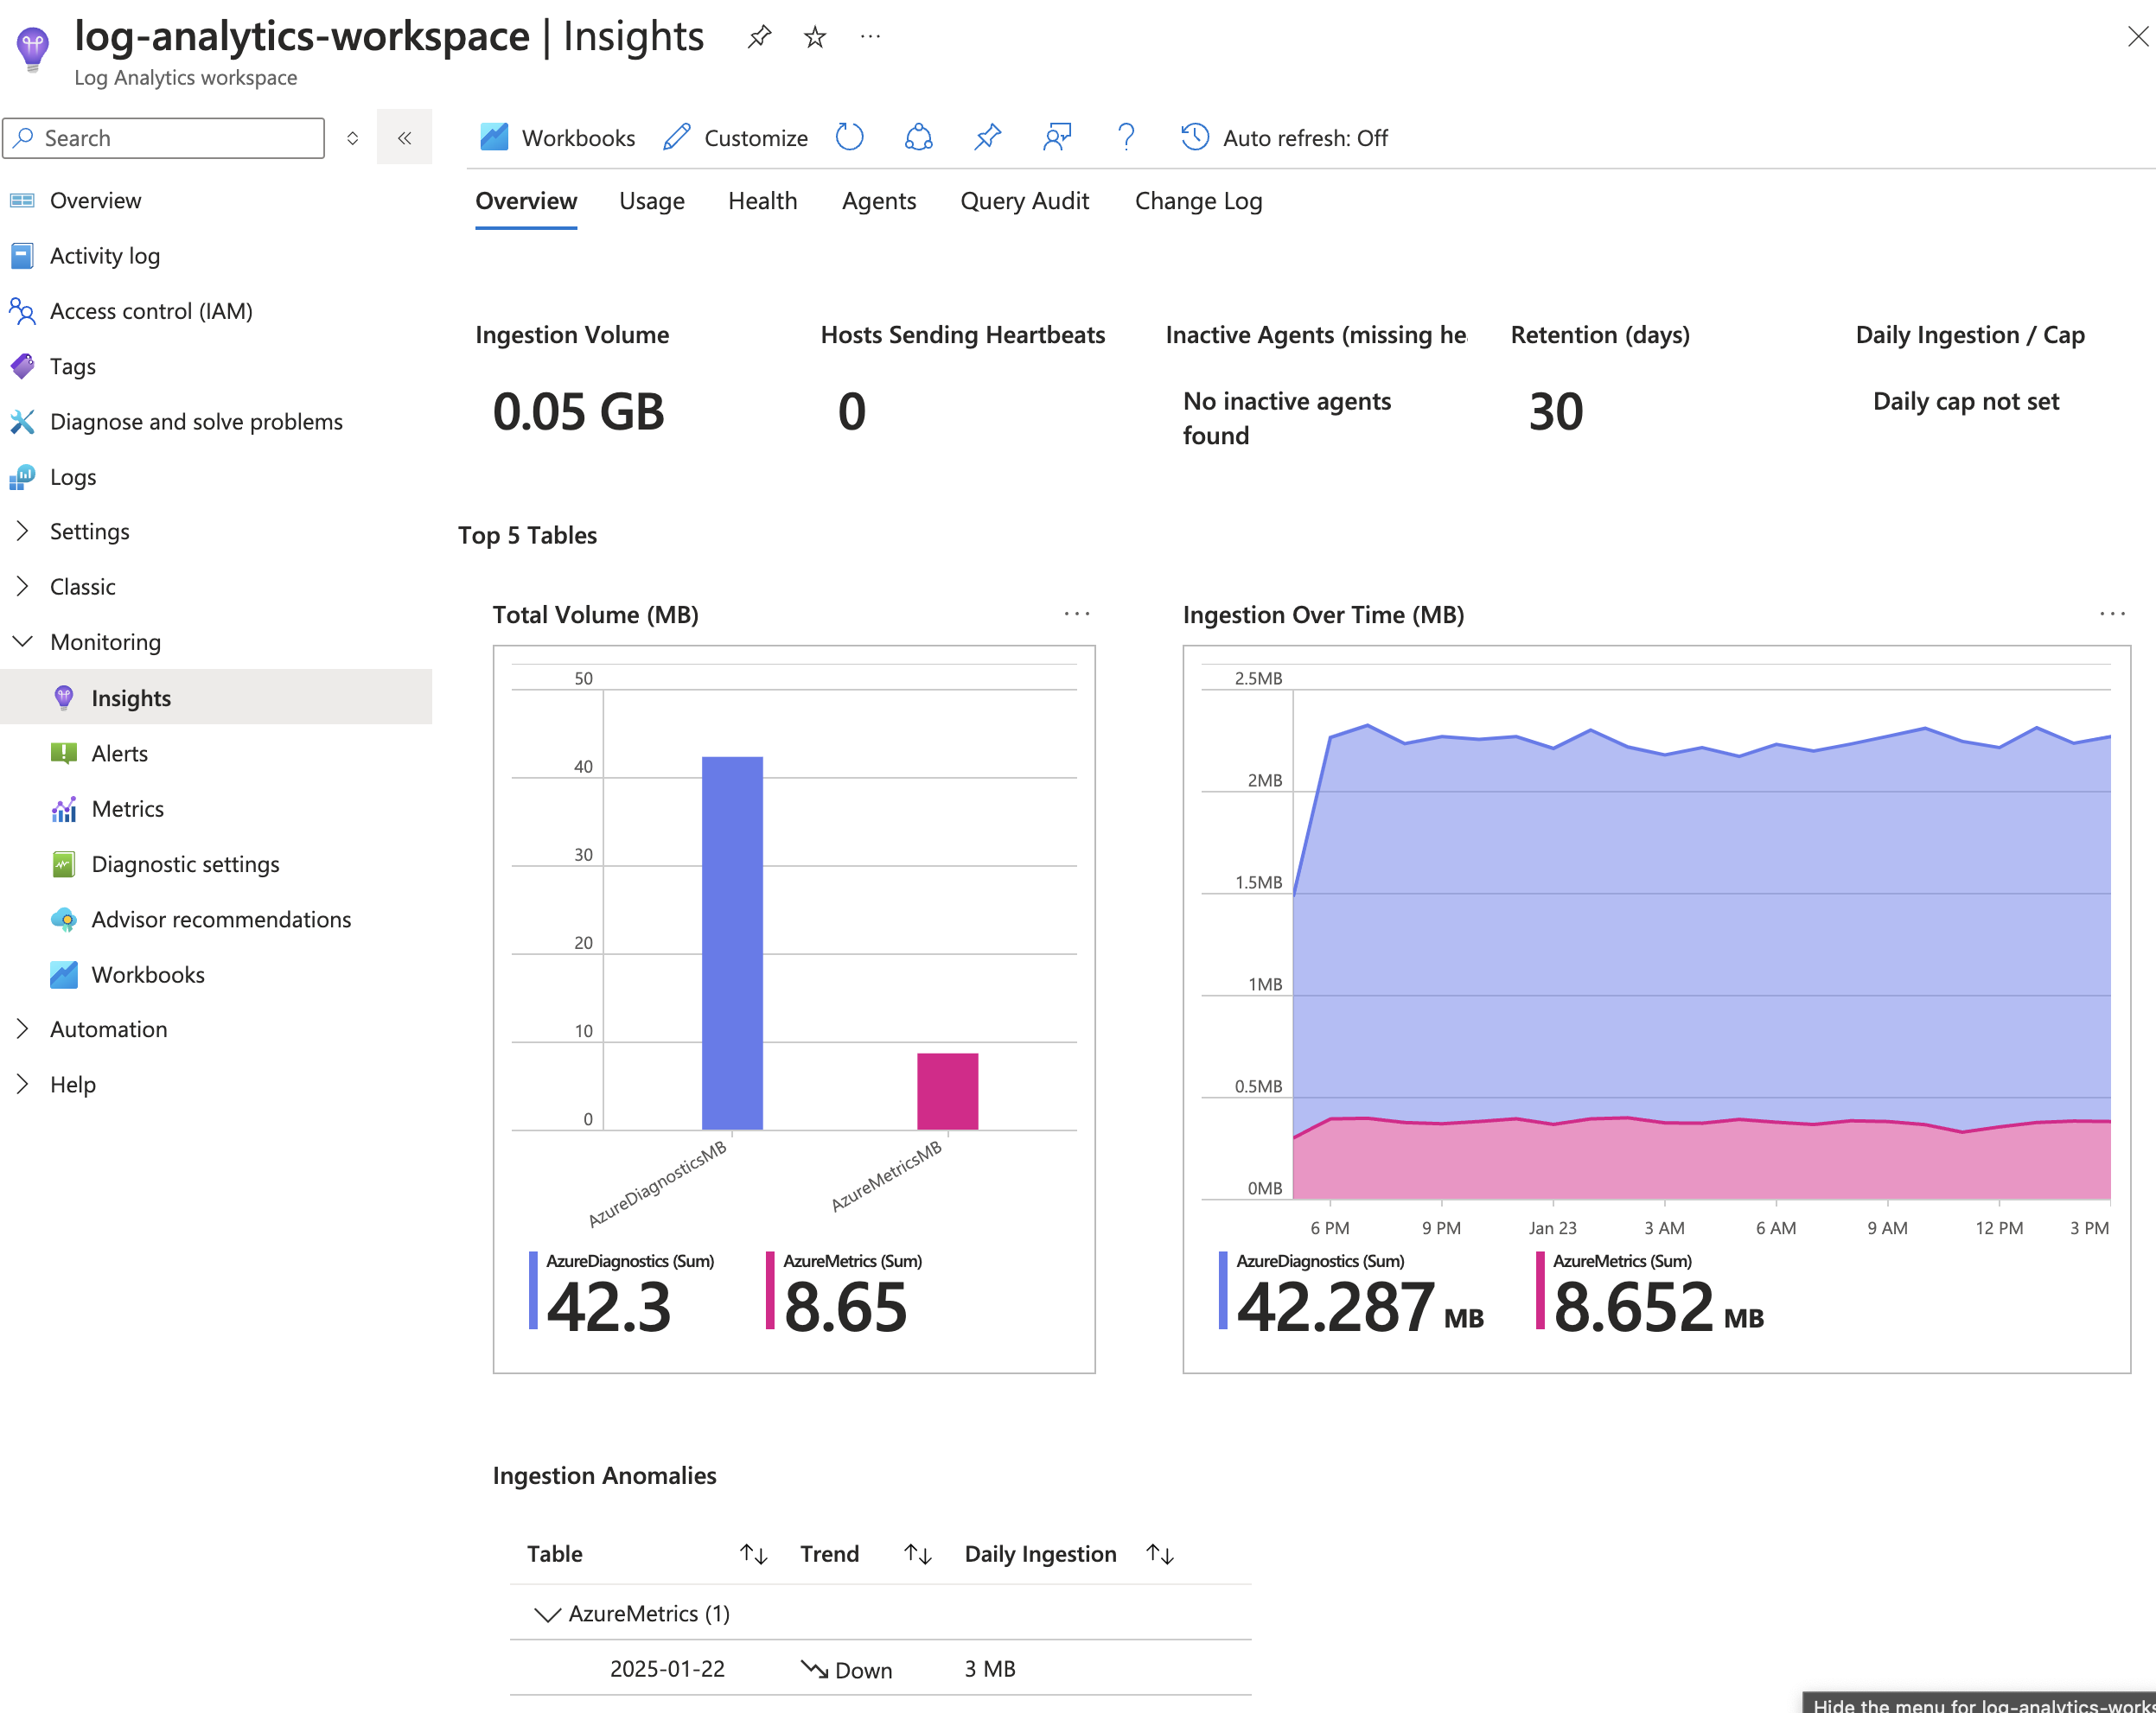 log-analytics-workspace | Insights
Log Analytics workspace
Search
Overview
Activity log
Access control (IAM)
Tags
Diagnose and solve problems
Logs
Settings
Classic
Monitoring
Insights
Alerts
Metrics
Diagnostic settings
Advisor recommendations
Workbooks
Automation
Help
Workbooks Customize Auto refresh: Off
Overview Usage Health Agents Query Audit Change Log
Ingestion Volume
0.05 GB
Hosts Sending Heartbeats
0
Inactive Agents (missing he
No inactive agents
found
Retention (days)
30
Daily Ingestion / Cap
Daily cap not set
Top 5 Tables
Total Volume (MB)
50
40
30
20
10
0
AzureDiagnosticsMB
AzureMetricsMB
AzureDiagnostics (Sum)
42.3
AzureMetrics (Sum)
8.65
Ingestion Over Time (MB)
2.5MB
2MB
1.5MB
1MB
0.5MB
0MB
6 PM 9 PM Jan 23 3 AM 6 AM 9 AM 12 PM 3 PM
AzureDiagnostics (Sum)
42.287 MB
AzureMetrics (Sum)
8.652 MB
Ingestion Anomalies
Table Trend Daily Ingestion
AzureMetrics (1)
2025-01-22 Down 3 MB
Hide the menu for log-analytics-works